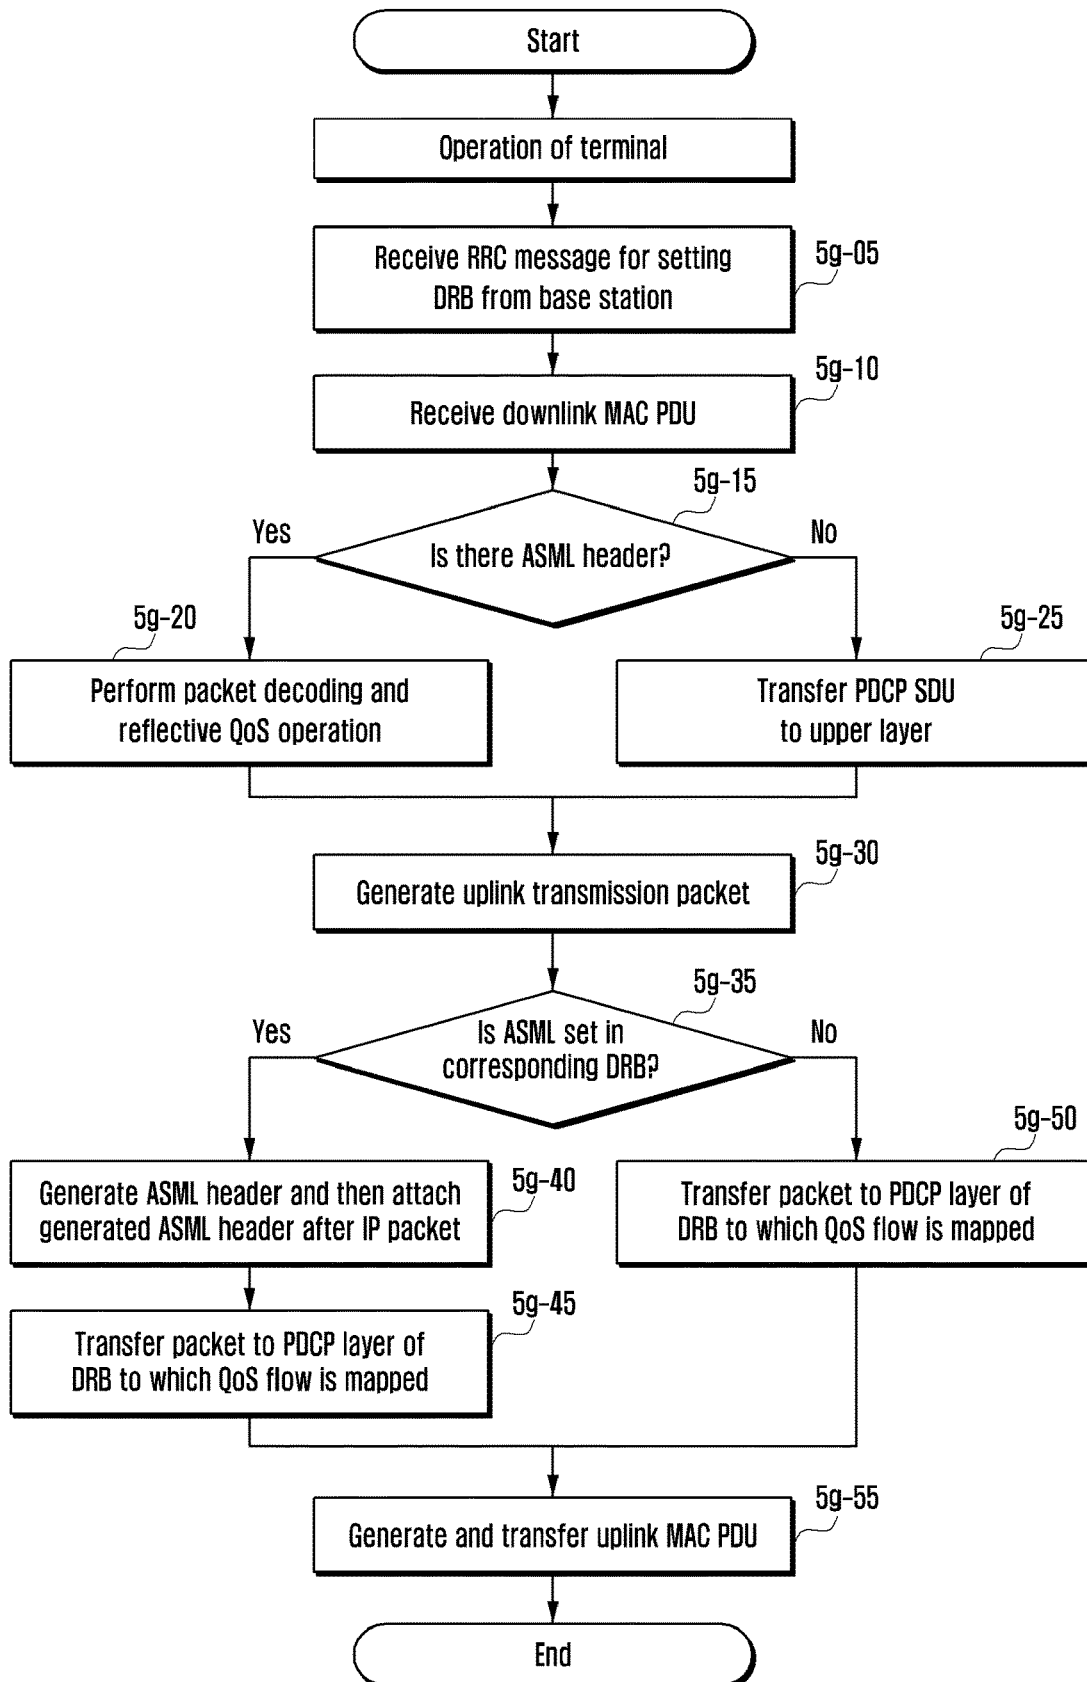 Start
Operation of terminal
Receive RRC message for setting
DRB from base station
5g-05
Receive downlink MAC PDU
5g-10
Is there ASML header?
5g-15
Yes
No
Perform packet decoding and
reflective QoS operation
5g-20
Transfer PDCP SDU
to upper layer
5g-25
Generate uplink transmission packet
5g-30
Is ASML set in
corresponding DRB?
5g-35
Yes
No
Generate ASML header and then attach
generated ASML header after IP packet
5g-40
Transfer packet to PDCP layer of
DRB to which QoS flow is mapped
5g-50
Transfer packet to PDCP layer of
DRB to which QoS flow is mapped
5g-45
Generate and transfer uplink MAC PDU
5g-55
End